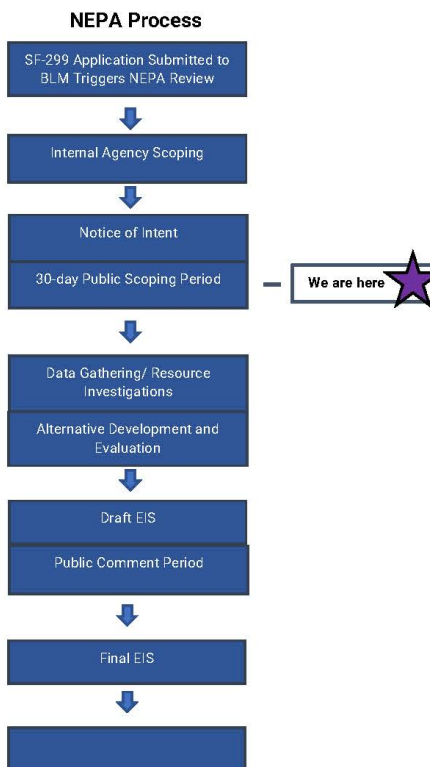 NEPA Process
SF-299 Application Submitted to
BLM Triggers NEPA Review
Internal Agency Scoping
Notice of Intent
30-day Public Scoping Period
We are here
Data Gathering/ Resource
Investigations
Alternative Development and
Evaluation
Draft EIS
Public Comment Period
Final EIS